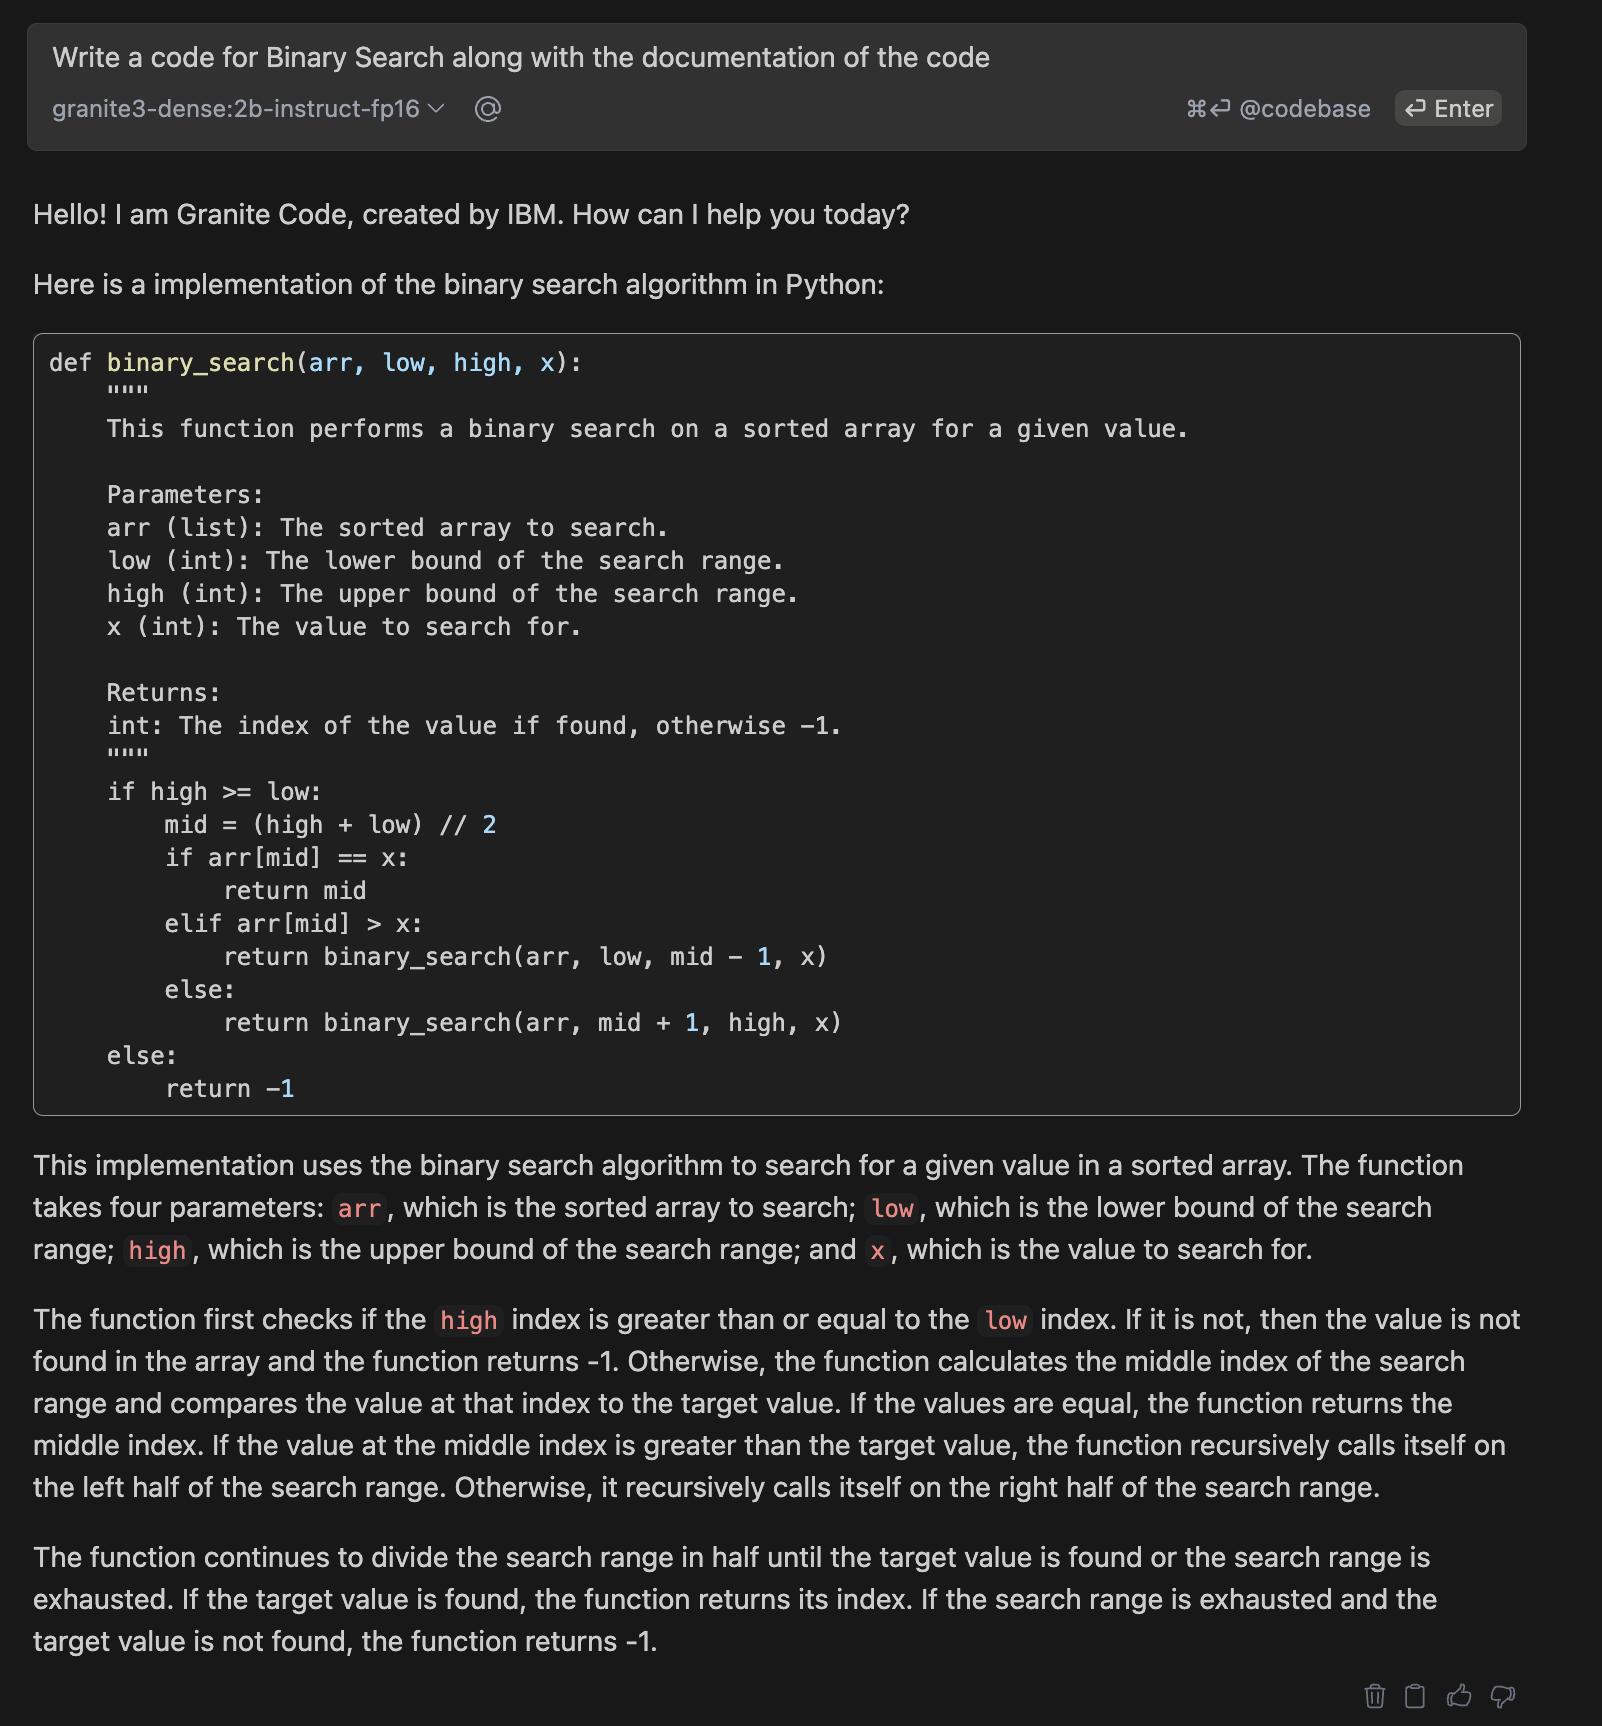 Write a code for Binary Search along with the documentation of the code
granite3-dense:2b-instruct-fp16 @ ⌘⏎ @codebase ⏎ Enter
Hello! I am Granite Code, created by IBM. How can I help you today?
Here is a implementation of the binary search algorithm in Python:
def binary_search(arr, low, high, x):
    """
    This function performs a binary search on a sorted array for a given value.

    Parameters:
    arr (list): The sorted array to search.
    low (int): The lower bound of the search range.
    high (int): The upper bound of the search range.
    x (int): The value to search for.

    Returns:
    int: The index of the value if found, otherwise -1.
    """
    if high >= low:
        mid = (high + low) // 2
        if arr[mid] == x:
            return mid
        elif arr[mid] > x:
            return binary_search(arr, low, mid - 1, x)
        else:
            return binary_search(arr, mid + 1, high, x)
    else:
        return -1
This implementation uses the binary search algorithm to search for a given value in a sorted array. The function
takes four parameters: arr, which is the sorted array to search; low, which is the lower bound of the search
range; high, which is the upper bound of the search range; and x, which is the value to search for.
The function first checks if the high index is greater than or equal to the low index. If it is not, then the value is not
found in the array and the function returns -1. Otherwise, the function calculates the middle index of the search
range and compares the value at that index to the target value. If the values are equal, the function returns the
middle index. If the value at the middle index is greater than the target value, the function recursively calls itself on
the left half of the search range. Otherwise, it recursively calls itself on the right half of the search range.
The function continues to divide the search range in half until the target value is found or the search range is
exhausted. If the target value is found, the function returns its index. If the search range is exhausted and the
target value is not found, the function returns -1.